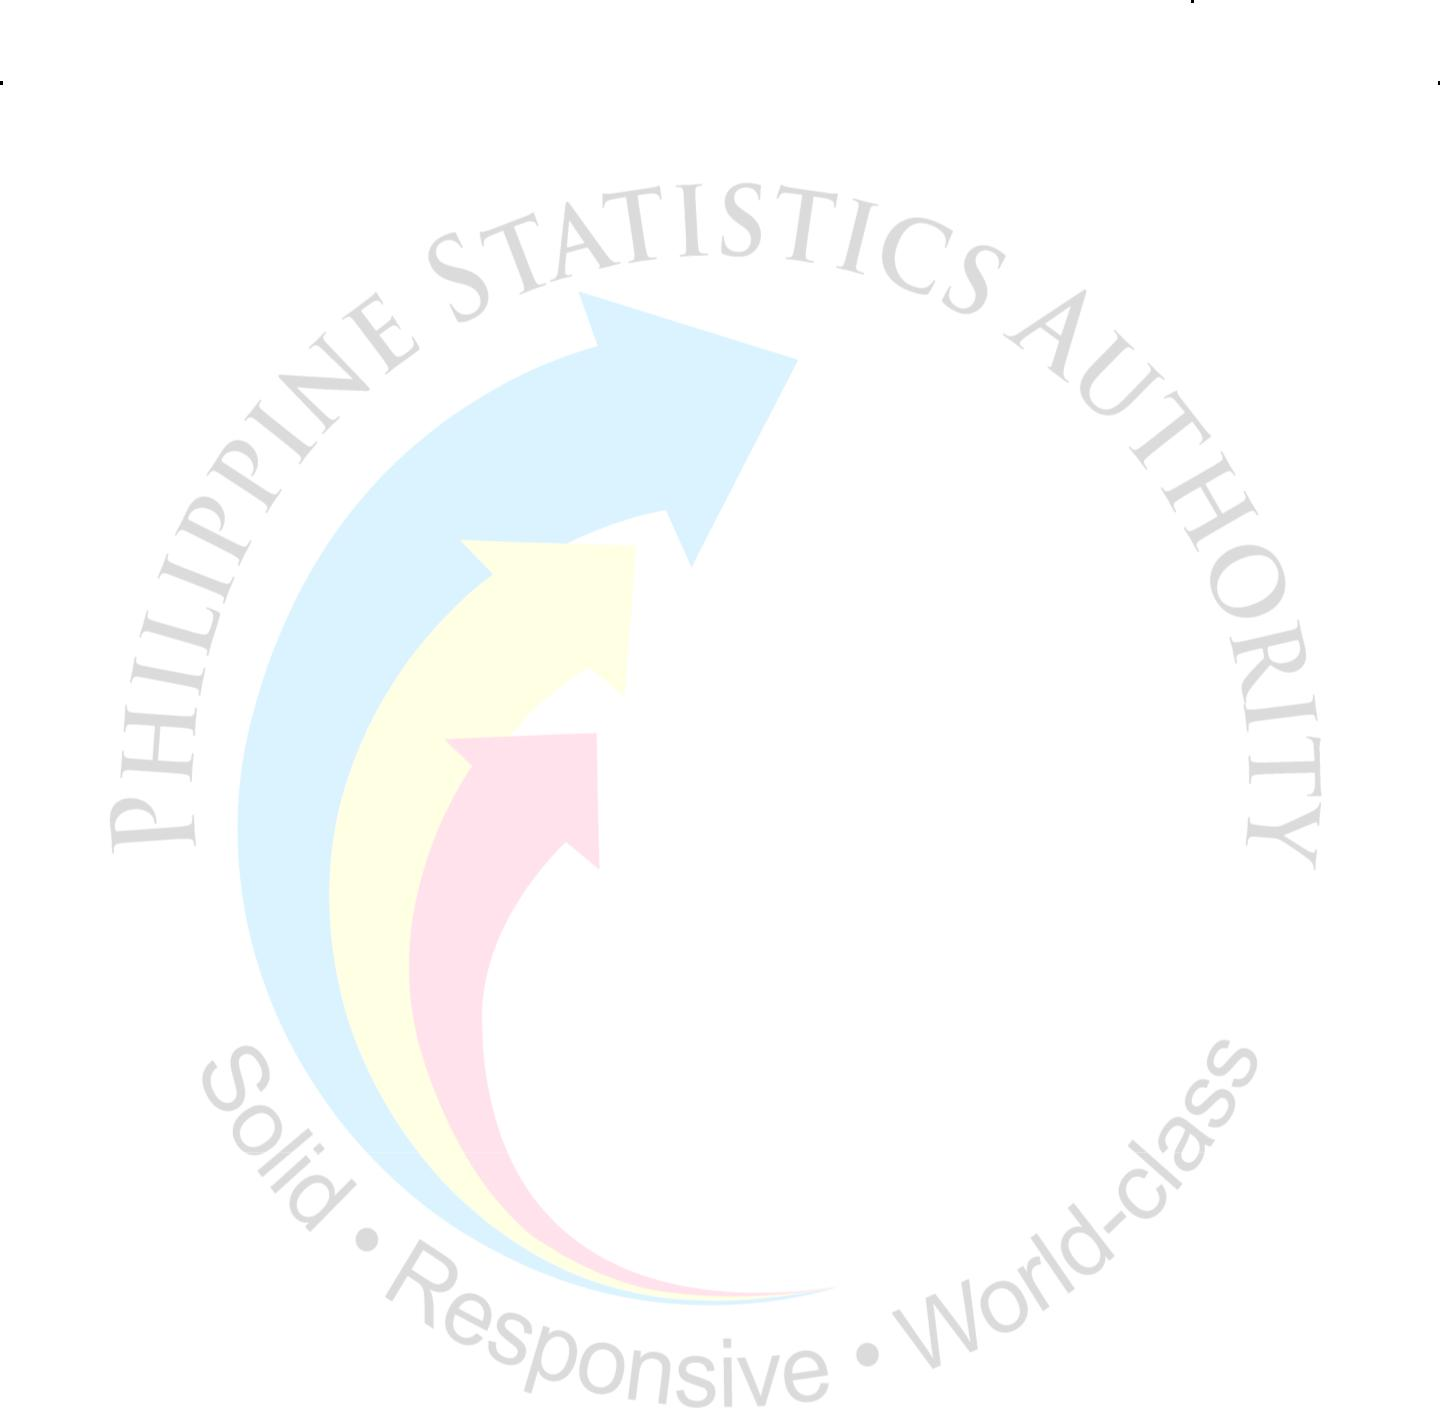 PHILIPPINE STATISTICS AUTHORITY
Solid • Responsive • World-class